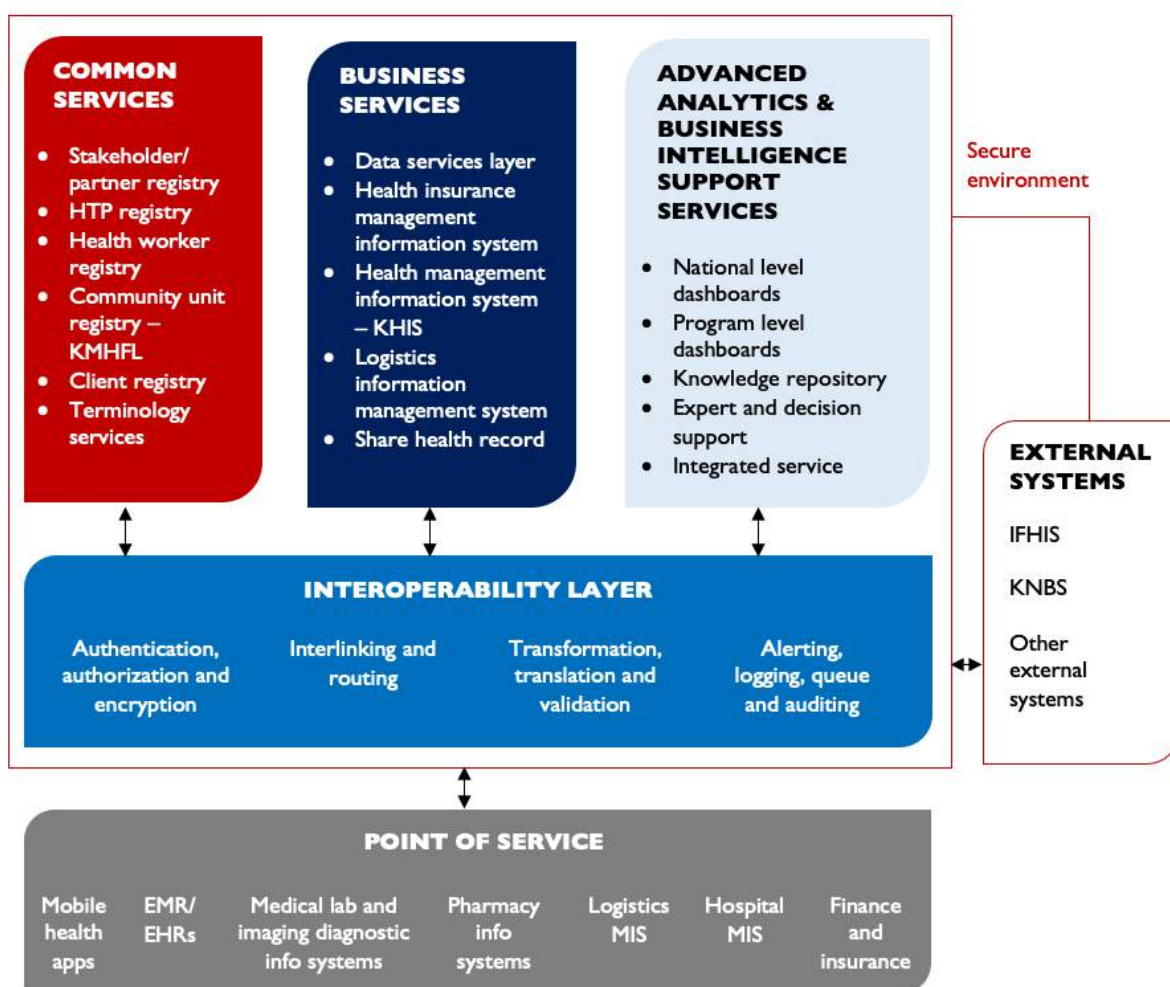 COMMON
SERVICES
• Stakeholder/
partner registry
• HTP registry
• Health worker
registry
• Community unit
registry –
KMHFL
• Client registry
• Terminology
services
BUSINESS
SERVICES
• Data services layer
• Health insurance
management
information system
• Health management
information system
– KHIS
• Logistics
information
management system
• Share health record
ADVANCED
ANALYTICS &
BUSINESS
INTELLIGENCE
SUPPORT
SERVICES
• National level
dashboards
• Program level
dashboards
• Knowledge repository
• Expert and decision
support
• Integrated service
Secure
environment
EXTERNAL
SYSTEMS
IFHIS
KNBS
Other
external
systems
INTEROPERABILITY LAYER
Authentication,
authorization and
encryption
Interlinking and
routing
Transformation,
translation and
validation
Alerting,
logging, queue
and auditing
POINT OF SERVICE
Mobile
health
apps
EMR/
EHRs
Medical lab and
imaging diagnostic
info systems
Pharmacy
info
systems
Logistics
MIS
Hospital
MIS
Finance
and
insurance